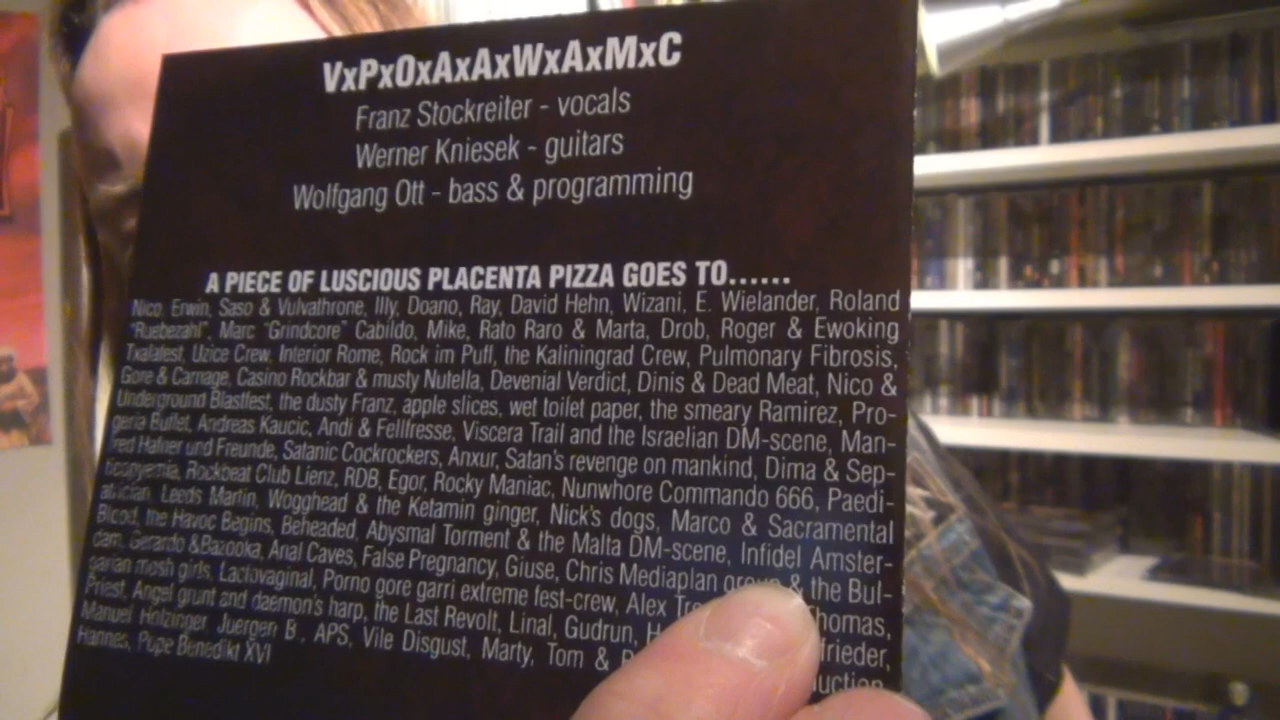 VxPxOxAxAxWxAxMxC
Franz Stockreiter - vocals
Werner Kniesek - guitars
Wolfgang Ott - bass & programming
A PIECE OF LUSCIOUS PLACENTA PIZZA GOES TO......
Nico, Erwin, Saso & Vulvathrone, Illy, Doano, Ray, David Hehn, Wizani, E. Wielander, Roland
"Ruebezahl", Marc "Grindcore" Cabildo, Mike, Rato Raro & Marta, Drob, Roger & Ewoking
Txalafest, Uzice Crew, Interior Rome, Rock im Puff, the Kaliningrad Crew, Pulmonary Fibrosis,
Gore & Carnage, Casino Rockbar & musty Nutella, Devenial Verdict, Dinis & Dead Meat, Nico &
Underground Blastfest, the dusty Franz, apple slices, wet toilet paper, the smeary Ramirez, Pro-
geria Buffet, Andreas Kaucic, Andi & Fellfresse, Viscera Trail and the Israelian DM-scene, Man-
fred Hafner und Freunde, Satanic Cockrockers, Anxur, Satan's revenge on mankind, Dima & Sep-
ticopyemia, Rockbeat Club Lienz, RDB, Egor, Rocky Maniac, Nunwhore Commando 666, Paedi-
atrician, Leeds Martin, Wogghead & the Ketamin ginger, Nick's dogs, Marco & Sacramental
Blood, the Havoc Begins, Beheaded, Abysmal Torment & the Malta DM-scene, Infidel Amster-
dam, Gerardo &Bazooka, Anal Caves, False Pregnancy, Giuse, Chris Mediaplan group & the Bul-
garian mosh girls, Lactovaginal, Porno gore garri extreme fest-crew, Alex Thomas,
Priest, Angel grunt and daemon's harp, the Last Revolt, Linal, Gudrun, frieder,
Manuel Holzinger, Juergen B., APS, Vile Disgust, Marty, Tom & uction
Hannes, Pope Benedikt XVI